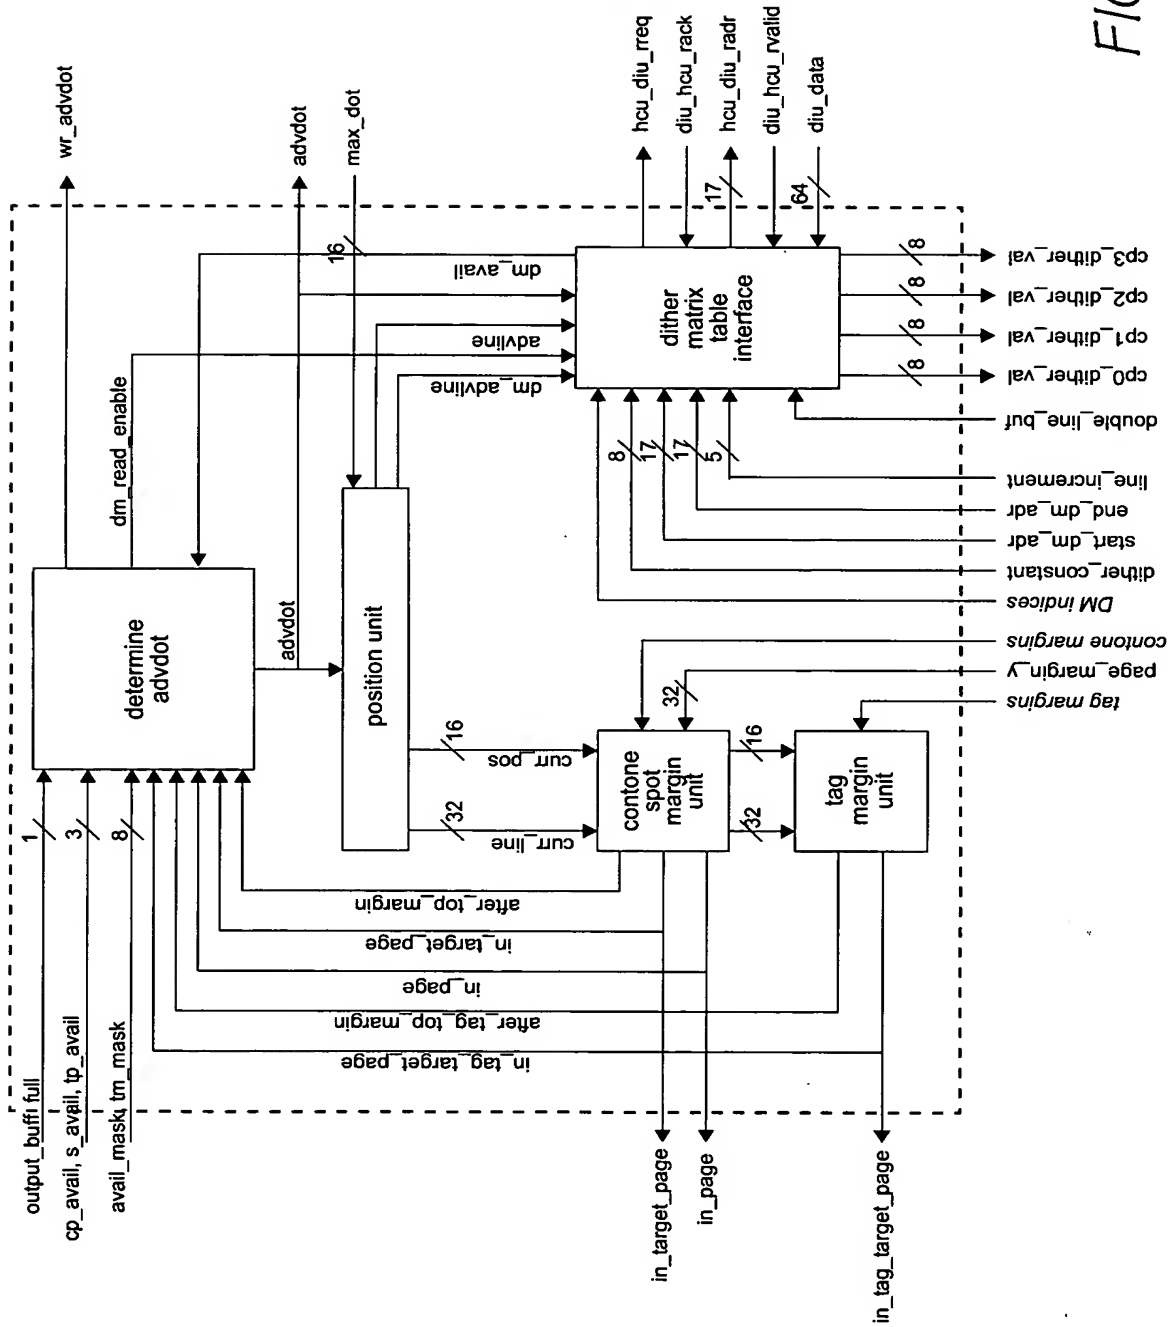 FIG
wr_advdot
advdot
max_dot
hcu_diu_rreq
diu_hcu_rack
hcu_diu_radr
diu_hcu_rvalid
diu_data
17
64
dm_read_enable
16
dm_avail
advline
dm_advline
determine
advdot
advdot
position unit
dither
matrix
table
interface
8
8
8
8
cp3_dither_val
cp2_dither_val
cp1_dither_val
cp0_dither_val
double_line_buf
line_increment
end_dm_adr
start_dm_adr
dither_constant
DM indices
8
17
17
5
contone margins
page_margin_y
tag margins
32
16
curr_pos
32
curr_line
contone
spot
margin
unit
16
32
tag
margin
unit
1
3
8
output_buff full
cp_avail, s_avail, tp_avail
avail_mask, tm_mask
after_top_margin
in_target_page
in_page
after_tag_top_margin
in_tag_target_page
in_target_page
in_page
in_tag_target_page